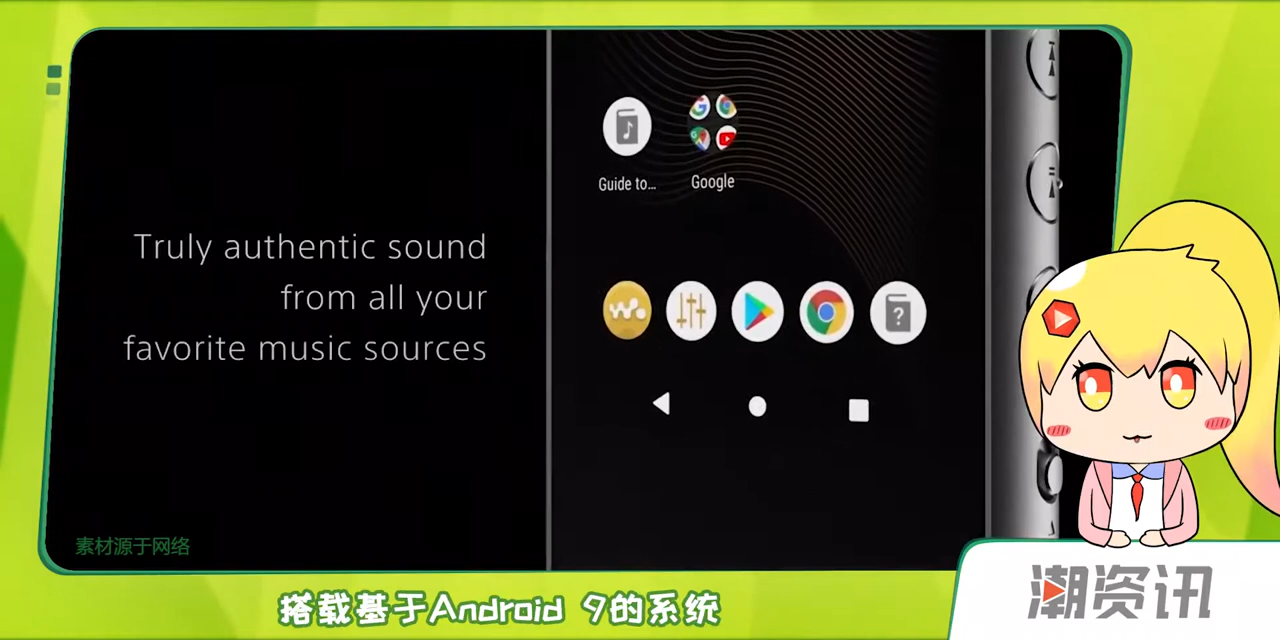 Truly authentic sound
from all your
favorite music sources
Guide to...
Google
?
素材源于网络
搭载基于Android 9的系统
潮资讯